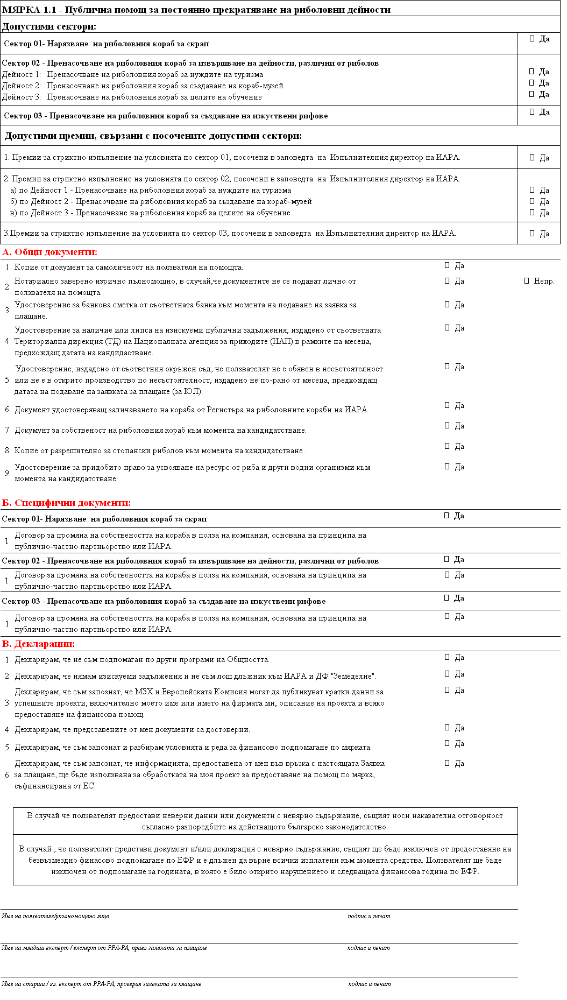 МЯРКА 1.1 - Публична помощ за постоянно прекратяване на риболовни дейности
Допустими сектори:
Сектор 01- Нарязване на риболовния кораб за скрап
☐ Да
Сектор 02 - Пренасочване на риболовния кораб за извършване на дейности, различни от риболов
Дейност 1: Пренасочване на риболовния кораб за нуждите на туризма
☐ Да
Дейност 2: Пренасочване на риболовния кораб за създаване на кораб-музей
☐ Да
Дейност 3: Пренасочване на риболовния кораб за целите на обучение
☐ Да
Сектор 03 - Пренасочване на риболовния кораб за създаване на изкуствени рифове
☐ Да
Допустими премии, свързани с посочените допустими сектори:
1. Премии за стриктно изпълнение на условията по сектор 01, посочени в заповедта на Изпълнителния директор на ИАРА.
☐ Да
2. Премии за стриктно изпълнение на условията по сектор 02, посочени в заповедта на Изпълнителния директор на ИАРА.
а) по Дейност 1 - Пренасочване на риболовния кораб за нуждите на туризма
☐ Да
б) по Дейност 2 - Пренасочване на риболовния кораб за създаване на кораб-музей
☐ Да
в) по Дейност 3 - Пренасочване на риболовния кораб за целите на обучение
☐ Да
3.Премии за стриктно изпълнение на условията по сектор 03, посочени в заповедта на Изпълнителния директор на ИАРА.
☐ Да
А. Общи документи:
1 Копие от документ за самоличност на ползвателя на помощта.
☐ Да
2 Нотариално заверено изрично пълномощно, в случай,че документите не се подават лично от
ползвателя на помощта.
☐ Да ☐ Непр.
3 Удостоверение за банкова сметка от съответната банка към момента на подаване на заявка за
плащане.
☐ Да
4 Удостоверение за наличие или липса на изискуеми публични задължения, издадено от съответната
Териториална дирекция (ТД) на Националната агенция за приходите (НАП) в рамките на месеца,
предхождащ датата на кандидастване.
☐ Да
5 Удостоверение, издадено от съответния окръжен съд, че ползвателят не е обявен в несъстоятелност
или не е в открито производство по несъстоятелност, издадено не по-рано от месеца, предхождащ
датата на подаване на заявката за плащане (за ЮЛ).
☐ Да
6 Документ удостоверяващ заличаването на кораба от Регистъра на риболовните кораби на ИАРА.
☐ Да
7 Докумунт за собственост на риболовния кораб към момента на кандидатстване.
☐ Да
8 Копие от разрешително за стопански риболов към момента на кандидатстване .
☐ Да
9 Удостоверение за придобито право за усвояване на ресурс от риба и други водни организми към
момента на кандидатстване.
☐ Да
Б. Специфични документи:
Сектор 01- Нарязване на риболовния кораб за скрап
☐ Да
1 Договор за промяна на собствеността на кораба в полза на компания, основана на принципа на
публично-частно партньорство или ИАРА.
Сектор 02 - Пренасочване на риболовния кораб за извършване на дейности, различни от риболов
☐ Да
1 Договор за промяна на собствеността на кораба в полза на компания, основана на принципа на
публично-частно партньорство или ИАРА.
☐ Да
Сектор 03 - Пренасочване на риболовния кораб за създаване на изкуствени рифове
☐ Да
1 Договор за промяна на собствеността на кораба в полза на компания, основана на принципа на
публично-частно партньорство или ИАРА.
☐ Да
В. Декларации:
1 Декларирам, че не съм подпомаган по други програми на Общността.
☐ Да
2 Декларирам, че нямам изискуеми задължения и не съм лош длъжник към ИАРА и ДФ "Земеделие".
☐ Да
3 Декларирам, че съм запознат, че МЗХ и Европейската Комисия могат да публикуват кратки данни за
успешните проекти, включително моето име или името на фирмата ми, описание на проекта и всяко
предоставяне на финансова помощ.
☐ Да
4 Декларирам, че представените от мен документи са достоверни.
☐ Да
5 Декларирам, че съм запознат и разбирам условията и реда за финансово подпомагане по мярката.
☐ Да
6 Декларирам, че съм запознат, че информацията, предоставена от мен във връзка с настоящата Заявка
за плащане, ще бъде използвана за обработката на моя проект за предоставяне на помощ по мярка,
съфинансирана от ЕС.
☐ Да
В случай че ползвателят предостави неверни данни или документи с невярно съдържание, същият носи наказателна отговорност
съгласно разпоредбите на действащото българско законодателство.
В случай , че ползвателят представи документ и/или декларация с невярно съдържание, същият ще бъде изключен от предоставяне на
безвъзмездно финасово подпомагане по ЕФР и е длъжен да върне всички изплатени към момента средства. Ползвателят ще бъде
изключен от подпомагане за годината, в която е било открито нарушението и следващата финансова година по ЕФР.
Име на ползвателя/упълномощено лице подпис и печат
Име на младши експерт / експерт от РРА-РА, приел заявката за плащане подпис и печат
Име на старши / гл. експерт от РРА-РА, проверил заявката за плащане подпис и печат